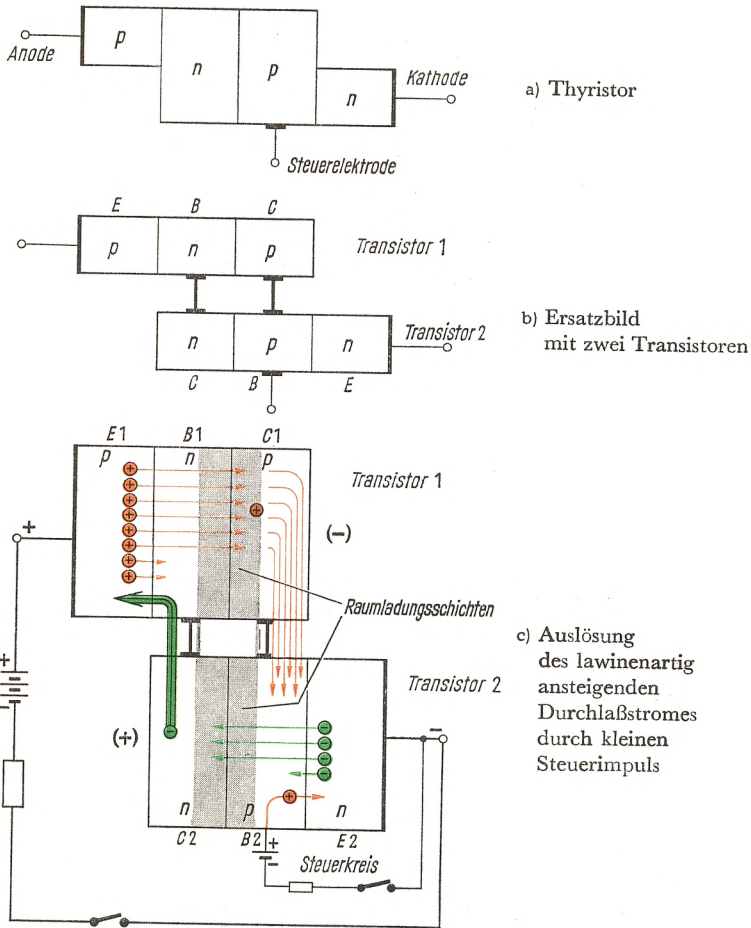 p
n
p
n
Anode
Kathode
Steuerelektrode
a) Thyristor
E B C
p n p
Transistor 1
n p n
Transistor 2
C B E
b) Ersatzbild
mit zwei Transistoren
E1 B1 C1
p n p
Transistor 1
+
(–)
Raumladungsschichten
+
–
Transistor 2
–
(+)
n p n
C2 B2 E2
+
–
Steuerkreis
c) Auslösung
des lawinenartig
ansteigenden
Durchlaßstromes
durch kleinen
Steuerimpuls